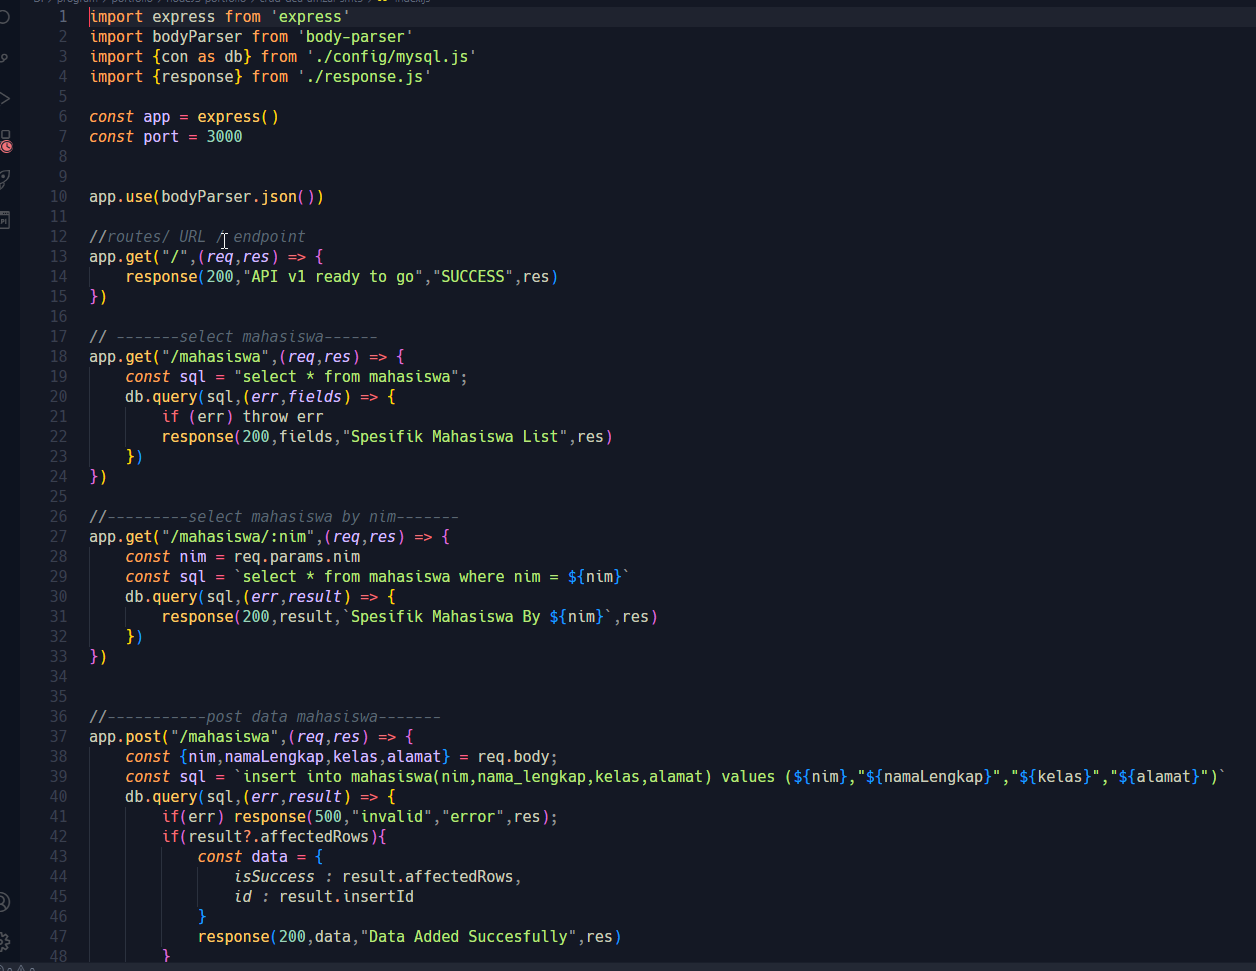 1 import express from 'express'
2 import bodyParser from 'body-parser'
3 import {con as db} from './config/mysql.js'
4 import {response} from './response.js'
5
6 const app = express()
7 const port = 3000
8
9
10 app.use(bodyParser.json())
11
12 //routes/ URL / endpoint
13 app.get("/",(req,res) => {
14     response(200,"API v1 ready to go","SUCCESS",res)
15 })
16
17 // -------select mahasiswa------
18 app.get("/mahasiswa",(req,res) => {
19     const sql = "select * from mahasiswa";
20     db.query(sql,(err,fields) => {
21         if (err) throw err
22         response(200,fields,"Spesifik Mahasiswa List",res)
23     })
24 })
25
26 //---------select mahasiswa by nim-------
27 app.get("/mahasiswa/:nim",(req,res) => {
28     const nim = req.params.nim
29     const sql = `select * from mahasiswa where nim = ${nim}`
30     db.query(sql,(err,result) => {
31         response(200,result,`Spesifik Mahasiswa By ${nim}`,res)
32     })
33 })
34
35
36 //-----------post data mahasiswa-------
37 app.post("/mahasiswa",(req,res) => {
38     const {nim,namaLengkap,kelas,alamat} = req.body;
39     const sql = `insert into mahasiswa(nim,nama_lengkap,kelas,alamat) values (${nim},"${namaLengkap}","${kelas}","${alamat}")`
40     db.query(sql,(err,result) => {
41         if(err) response(500,"invalid","error",res);
42         if(result?.affectedRows){
43             const data = {
44                 isSuccess : result.affectedRows,
45                 id : result.insertId
46             }
47             response(200,data,"Data Added Succesfully",res)
48         }